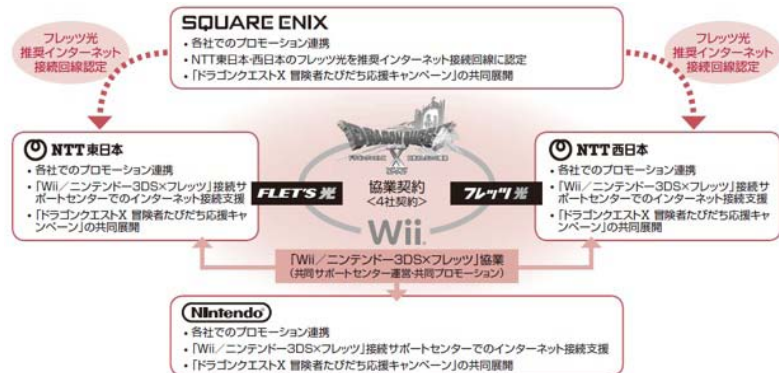 SQUARE ENIX
• 各社でのプロモーション連携
• NTT東日本・西日本のフレッツ光を推奨インターネット接続回線に認定
• 「ドラゴンクエストX 冒険者たびだち応援キャンペーン」の共同展開
フレッツ光
推奨インターネット
接続回線認定
フレッツ光
推奨インターネット
接続回線認定
NTT東日本
• 各社でのプロモーション連携
• 「Wii／ニンテンドー3DS×フレッツ」接続サ
ポートセンターでのインターネット接続支援
• 「ドラゴンクエストX 冒険者たびだち応援キャ
ンペーン」の共同展開
DRAGON QUEST
X
FLET'S 光
協業契約
<4社契約>
フレッツ 光
Wii
NTT西日本
• 各社でのプロモーション連携
• 「Wii／ニンテンドー3DS×フレッツ」接続サ
ポートセンターでのインターネット接続支援
• 「ドラゴンクエストX 冒険者たびだち応援キャ
ンペーン」の共同展開
「Wii／ニンテンドー3DS×フレッツ」協業
（共同サポートセンター運営・共同プロモーション）
Nintendo
• 各社でのプロモーション連携
• 「Wii／ニンテンドー3DS×フレッツ」接続サポートセンターでのインターネット接続支援
• 「ドラゴンクエストX 冒険者たびだち応援キャンペーン」の共同展開